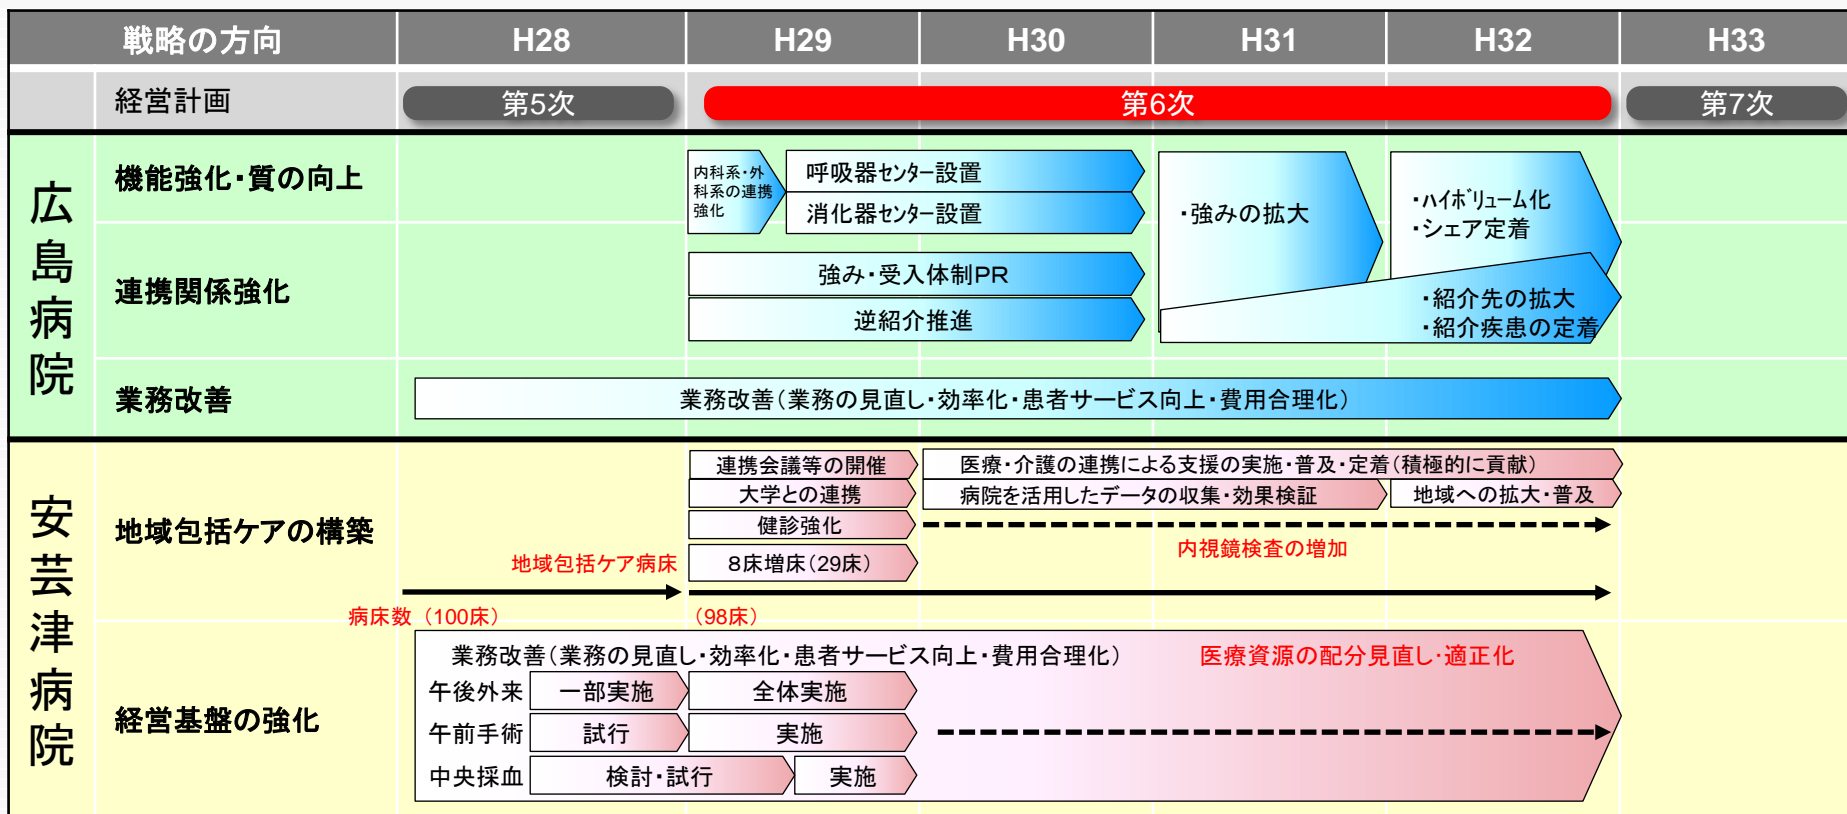 戦略の方向
H28
H29
H30
H31
H32
H33
経営計画
第5次
第6次
第7次
広島病院
機能強化・質の向上
内科系・外
科系の連携
強化
呼吸器センター設置
消化器センター設置
・強みの拡大
・ハイボリューム化
・シェア定着
連携関係強化
強み・受入体制PR
逆紹介推進
・紹介先の拡大
・紹介疾患の定着
業務改善
業務改善（業務の見直し・効率化・患者サービス向上・費用合理化）
安芸津病院
地域包括ケアの構築
連携会議等の開催
医療・介護の連携による支援の実施・普及・定着（積極的に貢献）
大学との連携
病院を活用したデータの収集・効果検証
地域への拡大・普及
健診強化
内視鏡検査の増加
地域包括ケア病床
８床増床（29床）
病床数（100床）
（98床）
経営基盤の強化
業務改善（業務の見直し・効率化・患者サービス向上・費用合理化）
医療資源の配分見直し・適正化
午後外来
一部実施
全体実施
午前手術
試行
実施
中央採血
検討・試行
実施